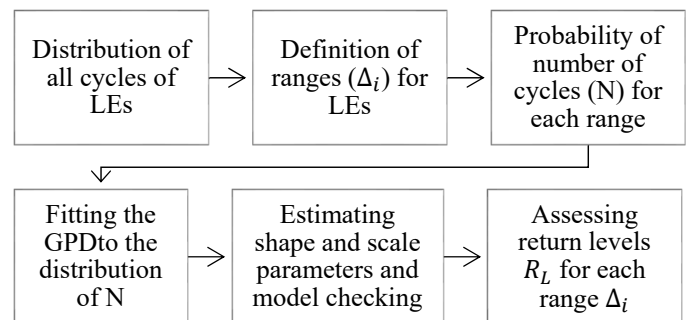 Distribution of
all cycles of
LEs
Definition of
ranges (Δᵢ) for
LEs
Probability of
number of
cycles (N) for
each range
Fitting the
GPDto the
distribution
of N
Estimating
shape and scale
parameters and
model checking
Assessing
return levels
R_L for each
range Δᵢ